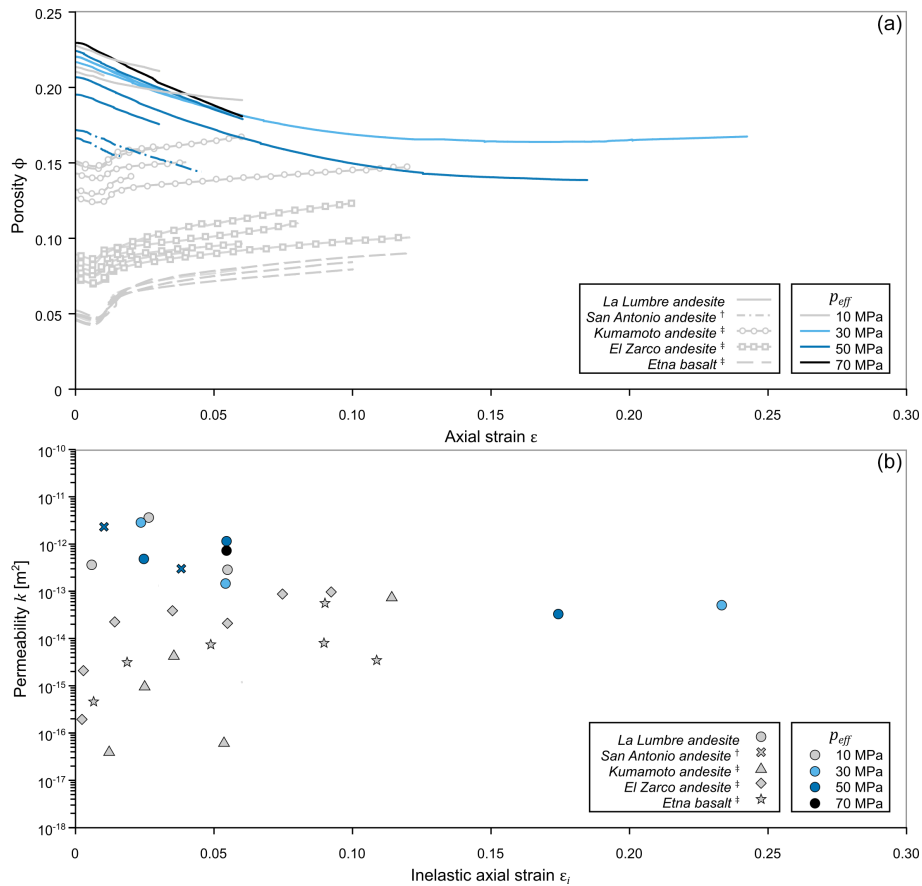 (a)
0.25
0.20
0.15
0.10
0.05
0
Porosity ϕ
La Lumbre andesite
San Antonio andesite †
Kumamoto andesite ‡
El Zarco andesite ‡
Etna basalt ‡
p_eff
10 MPa
30 MPa
50 MPa
70 MPa
0 0.05 0.10 0.15 0.20 0.25 0.30
Axial strain ε
(b)
10⁻¹⁰
10⁻¹¹
10⁻¹²
10⁻¹³
10⁻¹⁴
10⁻¹⁵
10⁻¹⁶
10⁻¹⁷
10⁻¹⁸
Permeability k [m²]
La Lumbre andesite
San Antonio andesite †
Kumamoto andesite ‡
El Zarco andesite ‡
Etna basalt ‡
p_eff
10 MPa
30 MPa
50 MPa
70 MPa
0 0.05 0.10 0.15 0.20 0.25 0.30
Inelastic axial strain εᵢ